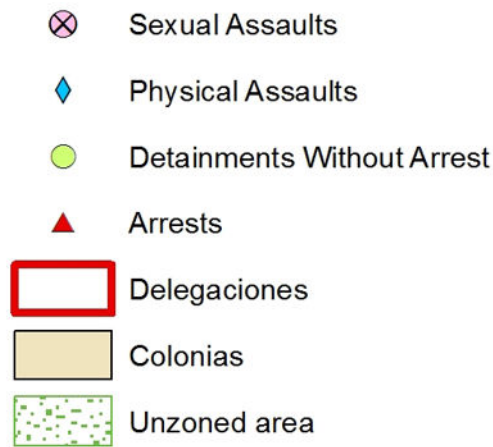 Sexual Assaults
Physical Assaults
Detainments Without Arrest
Arrests
Delegaciones
Colonias
Unzoned area